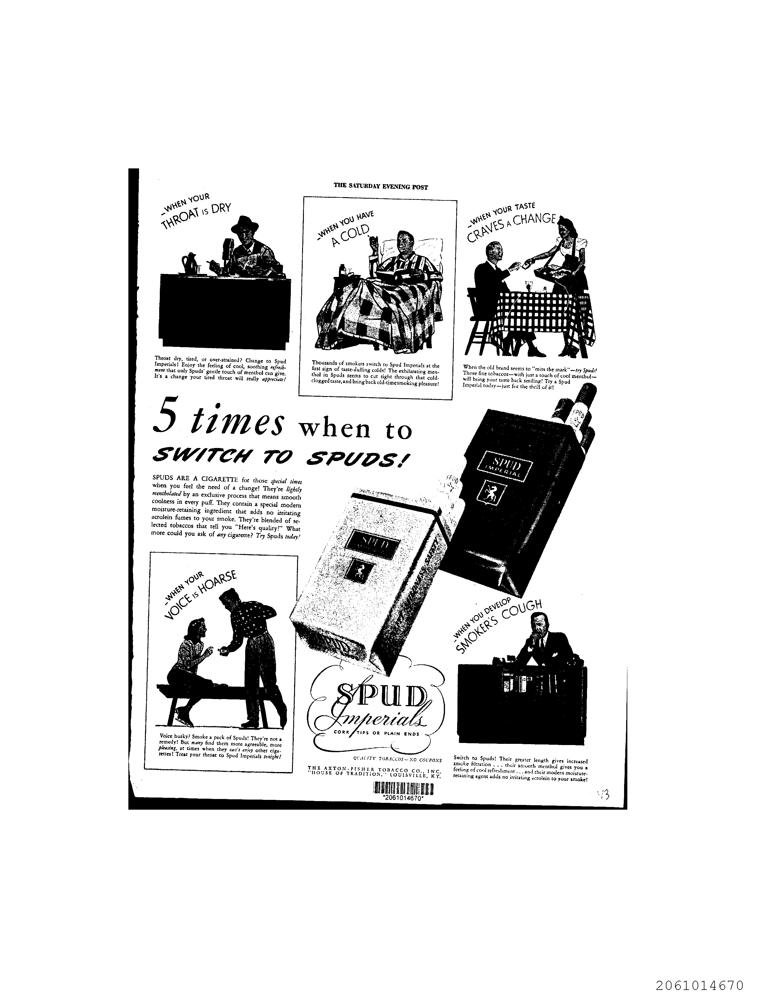 THE SATURDAY EVENING POST
—WHEN YOUR
THROAT IS DRY
Throat dry, tired, or over-strained? Change to Spud
Imperials! Enjoy the feeling of cool, soothing refresh-
ment that only Spuds' gentle touch of menthol can give.
It's a change your tired throat will really appreciate!
—WHEN YOU HAVE
A COLD
Thousands of smokers switch to Spud Imperials at the
first sign of taste-dulling colds! The exhilarating men-
thol in Spuds seems to cut right through that cold-
clogged taste, and bring back old-time smoking pleasure!
—WHEN YOUR TASTE
CRAVES A CHANGE
When the old brand seems to "miss the mark"—try Spuds!
Those fine tobaccos—with just a touch of cool menthol—
will bring your taste back smiling! Try a Spud
Imperial today—just for the thrill of it!
5 times when to
SWITCH TO SPUDS!
SPUDS ARE A CIGARETTE for those special times
when you feel the need of a change! They're lightly
mentholated by an exclusive process that means smooth
coolness in every puff. They contain a special modern
moisture-retaining ingredient that adds no irritating
acrolein fumes to your smoke. They're blended of se-
lected tobaccos that tell you "Here's quality!" What
more could you ask of any cigarette? Try Spuds today!
SPUD
IMPERIAL
SPUD
—WHEN YOUR
VOICE IS HOARSE
Voice husky? Smoke a pack of Spuds! They're not a
remedy! But many find them more agreeable, more
pleasing, at times when they can't enjoy other ciga-
rettes! Treat your throat to Spud Imperials tonight!
SPUD
Imperials
CORK TIPS OR PLAIN ENDS
QUALITY TOBACCOS—NO COUPONS
THE AXTON-FISHER TOBACCO CO., INC.
"HOUSE OF TRADITION," LOUISVILLE, KY.
*2061014670*
—WHEN YOU DEVELOP
SMOKER'S COUGH
Switch to Spuds! Their greater length gives increased
smoke filtration . . . their smooth menthol gives you a
feeling of cool refreshment . . . and their modern moisture-
retaining agent adds no irritating acrolein to your smoke!
2061014670